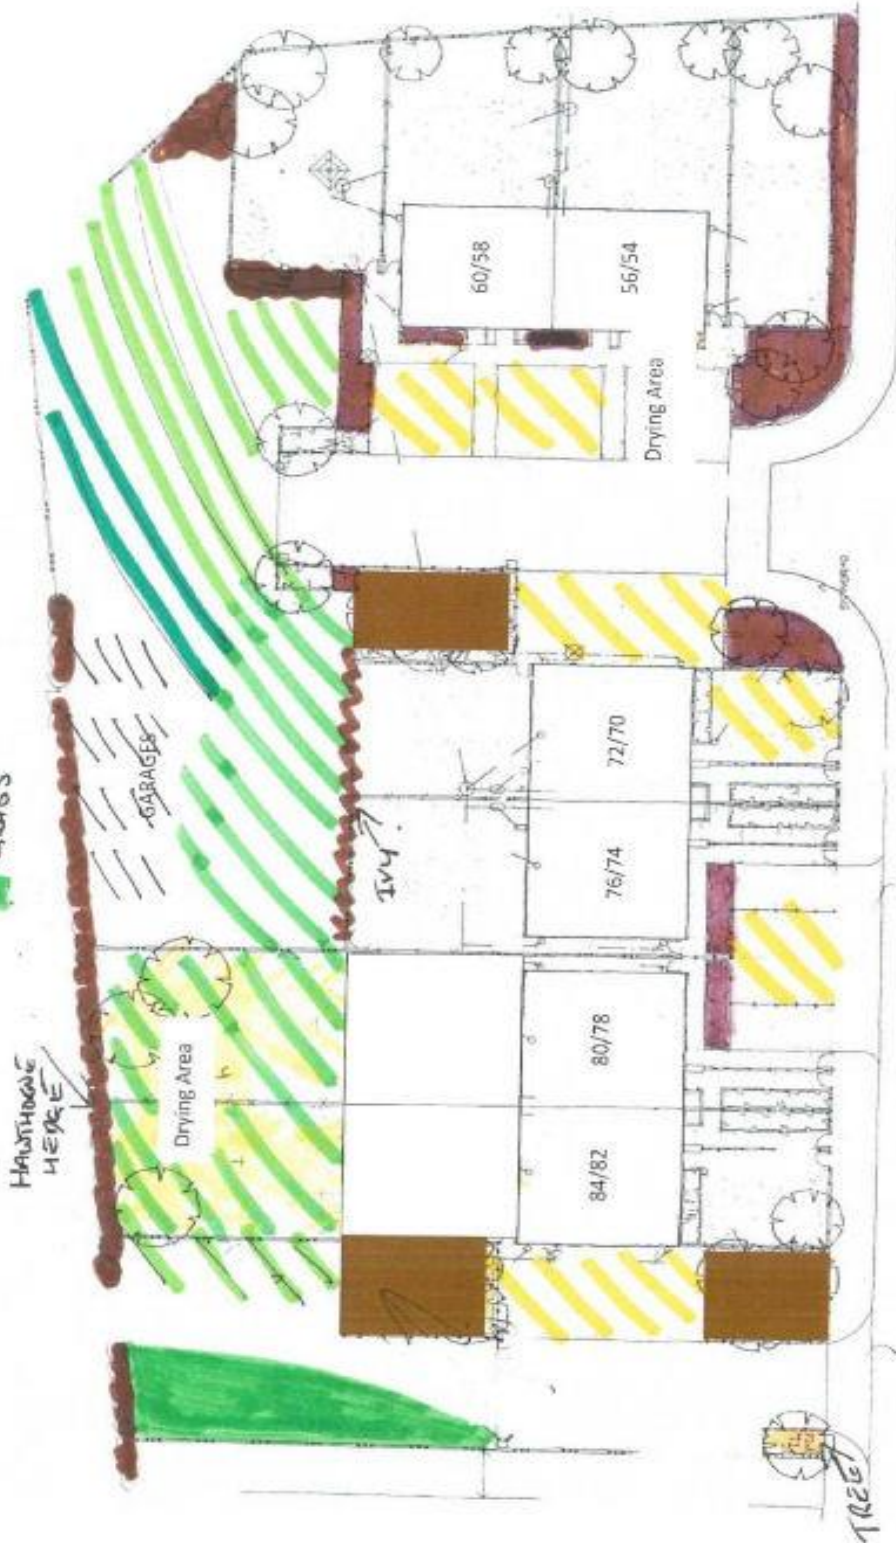 HAWTHORNE
HEDGE
GARAGES
Drying Area
IVY
60/58
56/54
Drying Area
72/70
76/74
80/78
84/82
TREE